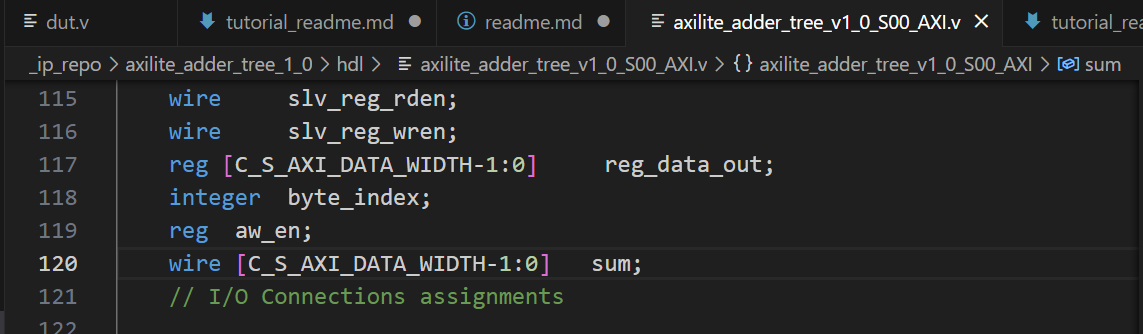 dut.v tutorial_readme.md readme.md axilite_adder_tree_v1_0_S00_AXI.v tutorial_rea
_ip_repo > axilite_adder_tree_1_0 > hdl > axilite_adder_tree_v1_0_S00_AXI.v > {} axilite_adder_tree_v1_0_S00_AXI > sum
115 wire slv_reg_rden;
116 wire slv_reg_wren;
117 reg [C_S_AXI_DATA_WIDTH-1:0] reg_data_out;
118 integer byte_index;
119 reg aw_en;
120 wire [C_S_AXI_DATA_WIDTH-1:0] sum;
121 // I/O Connections assignments
122